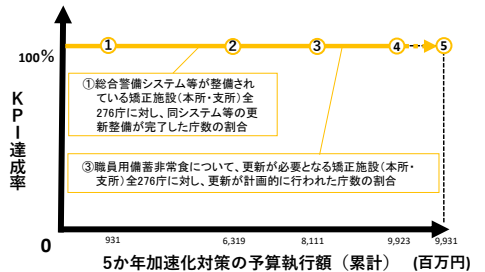 ① ② ③ ④ ⑤
100%
①総合警備システム等が整備され
ている矯正施設（本所・支所）全
276庁に対し、同システム等の更
新整備が完了した庁数の割合
KPI達成率
③職員用備蓄非常食について、更新が必要となる矯正施設（本所・
支所）全276庁に対し、更新が計画的に行われた庁数の割合
0
931 6,319 8,111 9,923 9,931
5か年加速化対策の予算執行額（累計） (百万円)